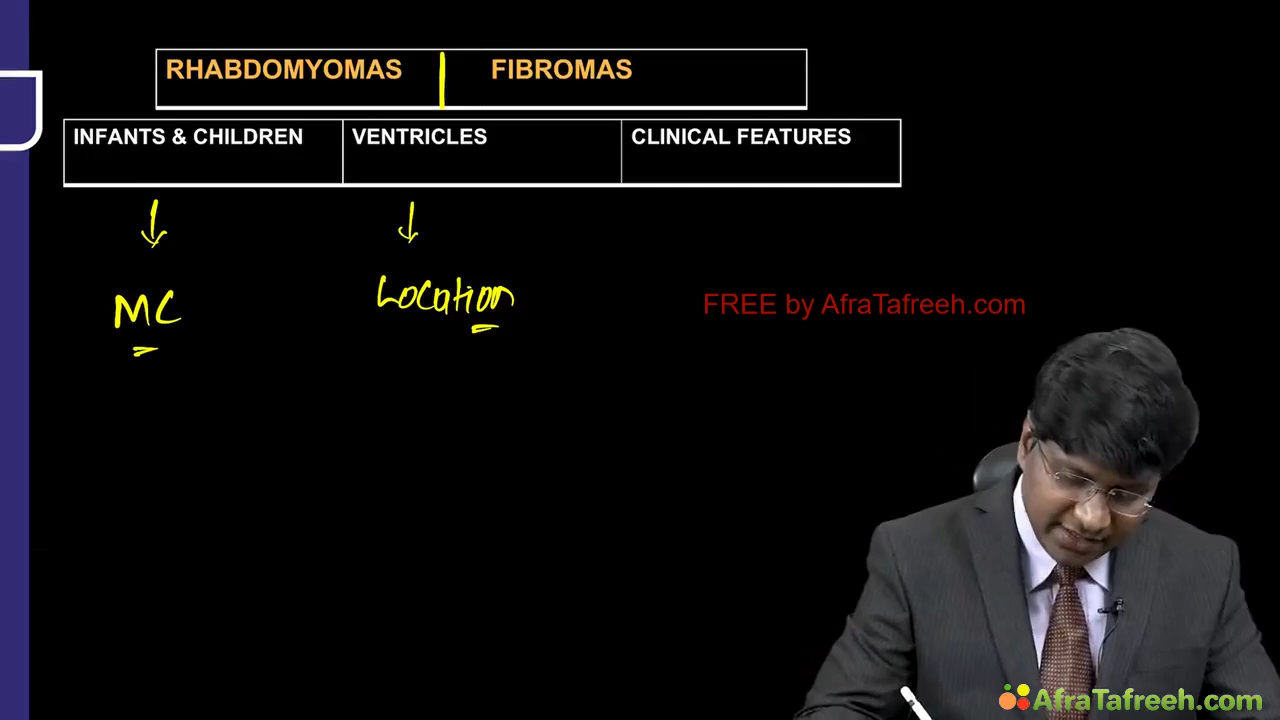 RHABDOMYOMAS FIBROMAS
INFANTS & CHILDREN VENTRICLES CLINICAL FEATURES
MC Location
FREE by AfraTafreeh.com
AfraTafreeh.com